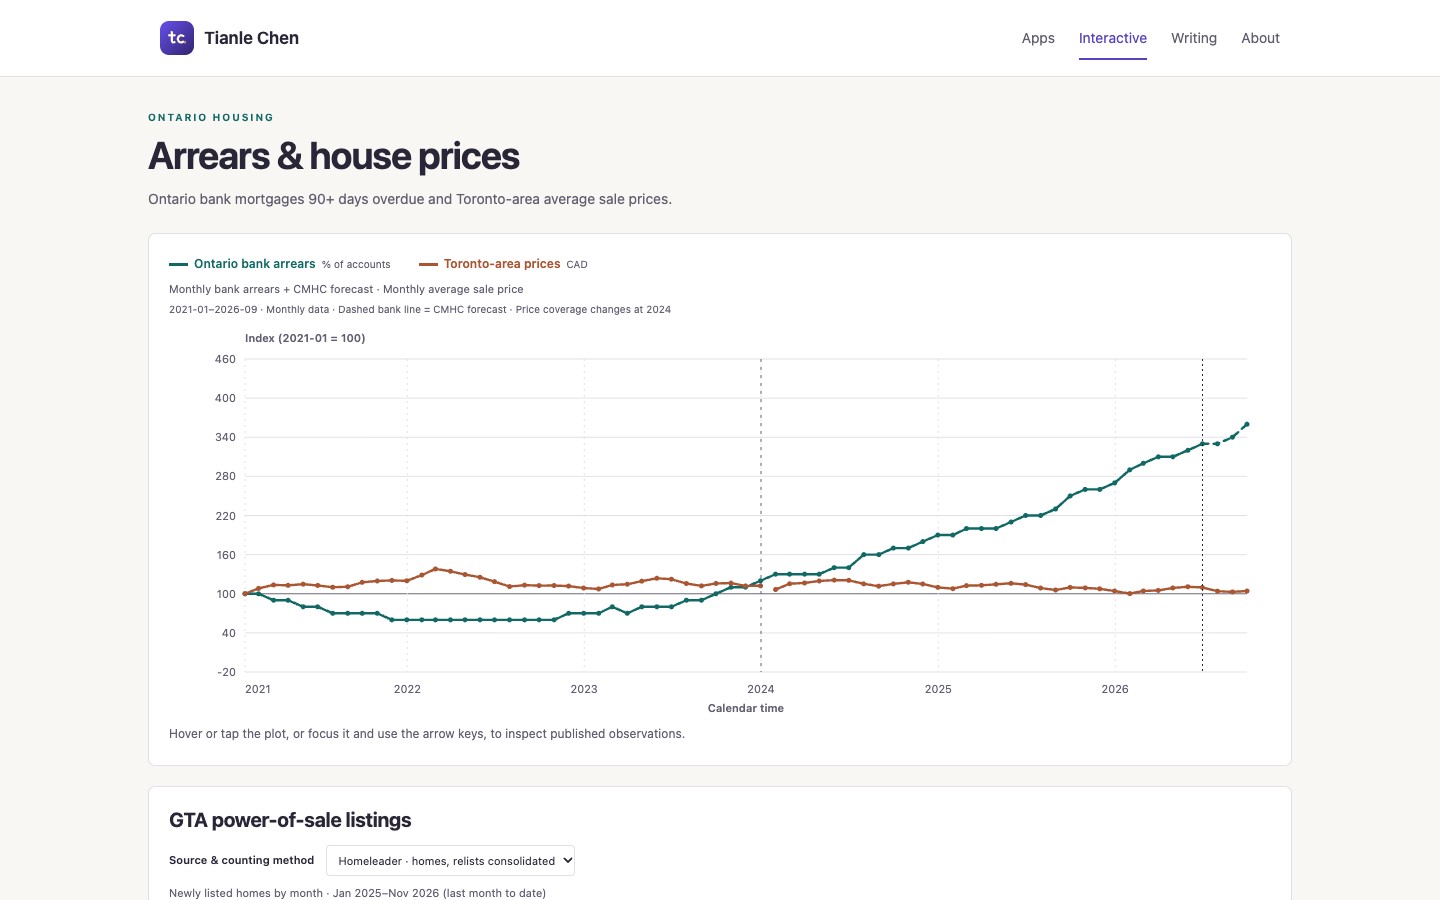 tc
Tianle Chen
Apps Interactive Writing About
ONTARIO HOUSING
Arrears & house prices
Ontario bank mortgages 90+ days overdue and Toronto-area average sale prices.
Ontario bank arrears % of accounts Toronto-area prices CAD
Monthly bank arrears + CMHC forecast · Monthly average sale price
2021-01–2026-09 · Monthly data · Dashed bank line = CMHC forecast · Price coverage changes at 2024
Index (2021-01 = 100)
460
400
340
280
220
160
100
40
-20
2021 2022 2023 2024 2025 2026
Calendar time
Hover or tap the plot, or focus it and use the arrow keys, to inspect published observations.
GTA power-of-sale listings
Source & counting method Homeleader · homes, relists consolidated
Newly listed homes by month · Jan 2025–Nov 2026 (last month to date)